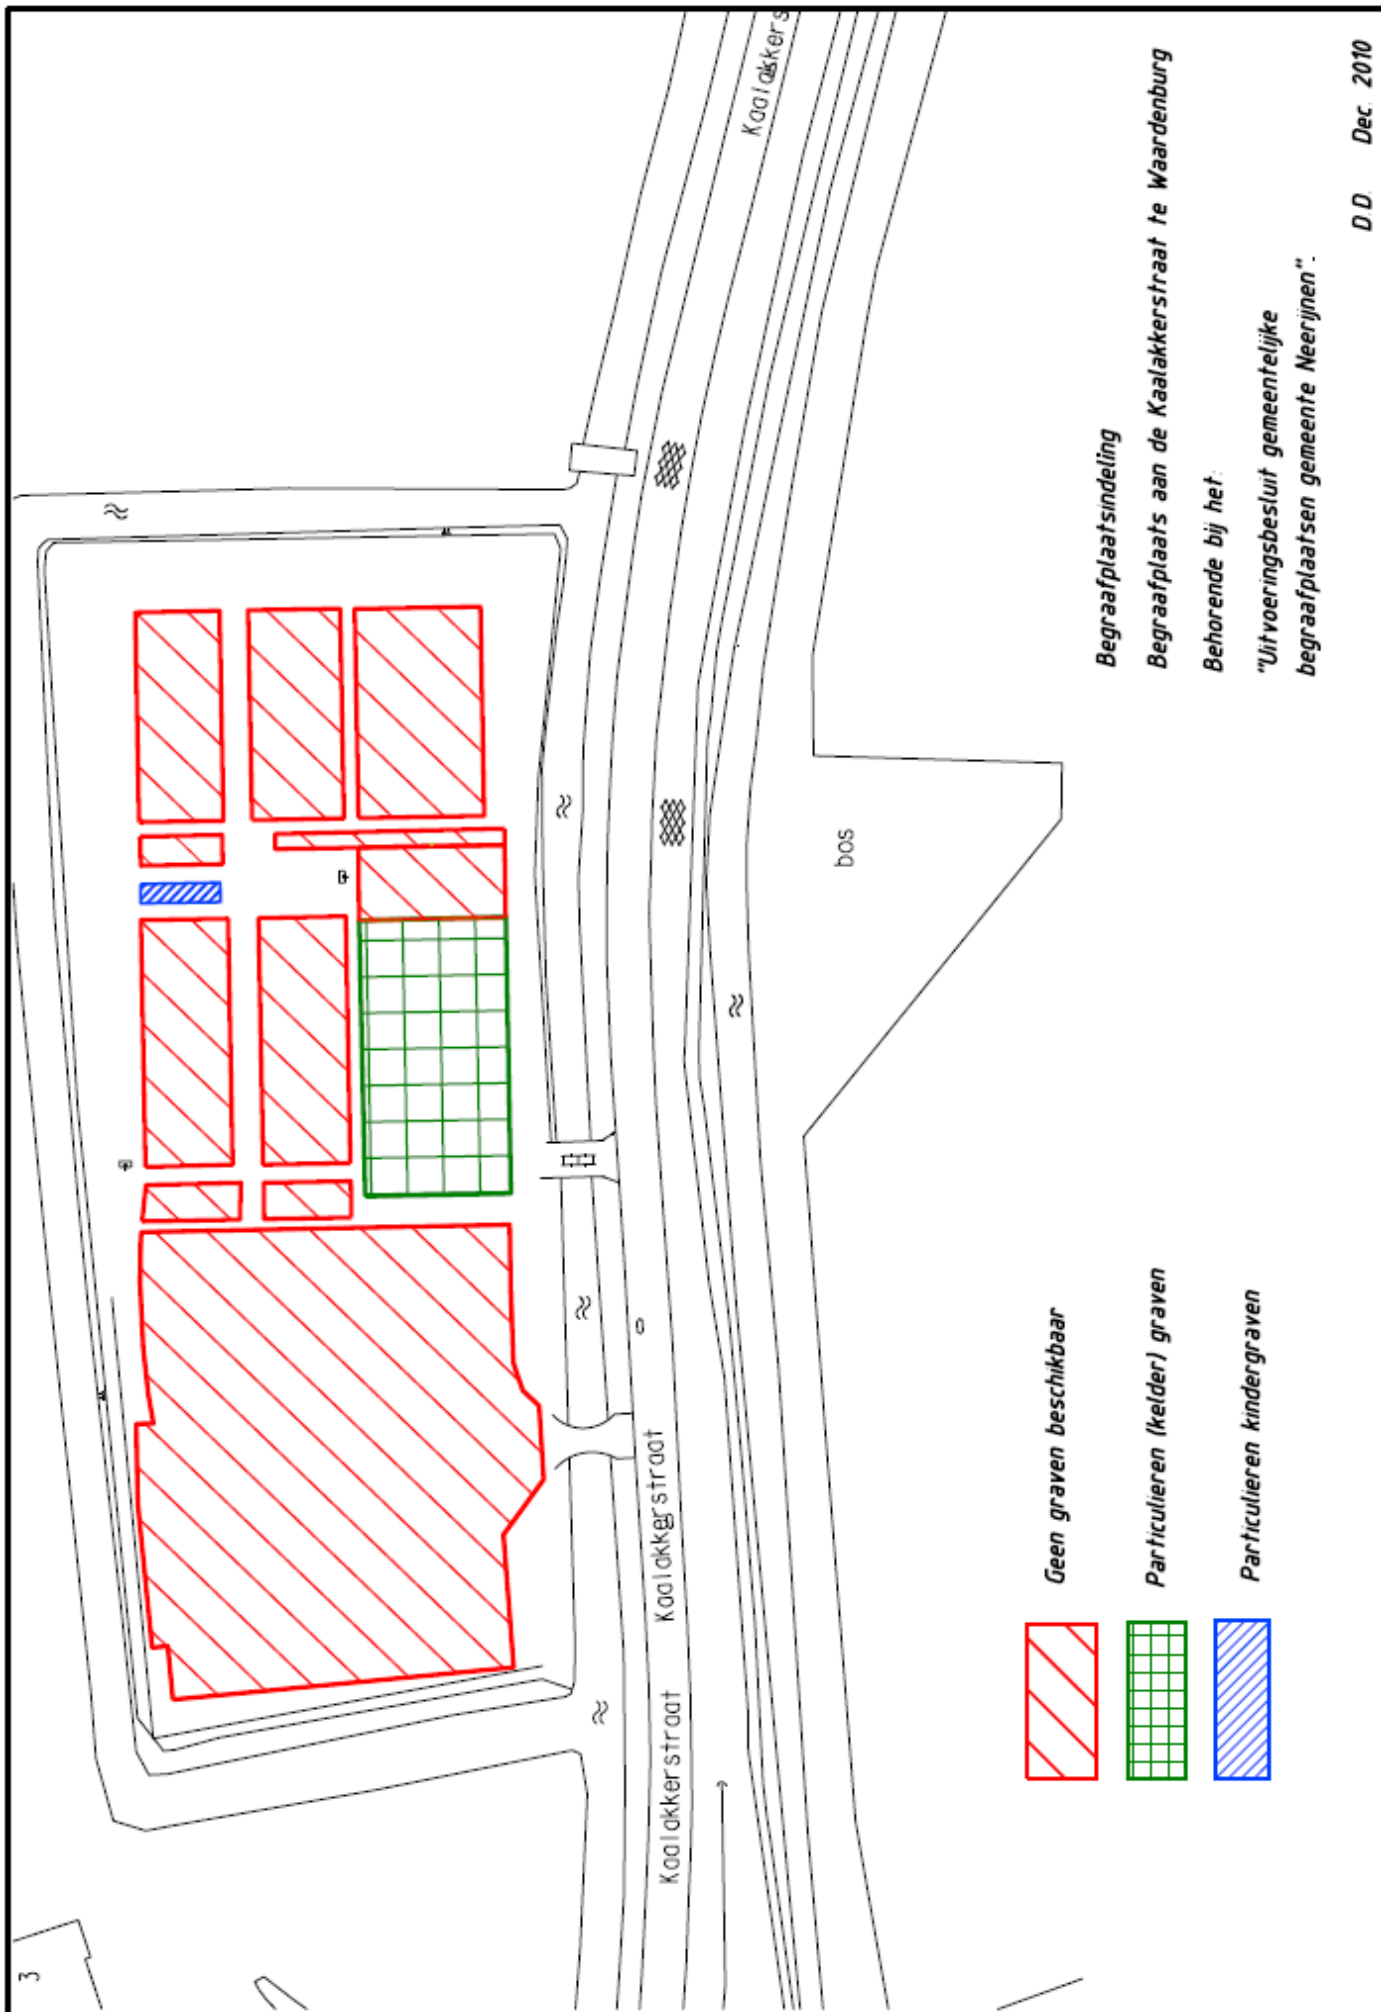 Kaalakkers
Kaalakkerstraat
Kaalakkerstraat
bos
3
Begraafplaatsindeling
Begraafplaats aan de Kaalakkerstraat te Waardenburg
Behorende bij het:
"Uitvoeringsbesluit gemeentelijke
begraafplaatsen gemeente Neerijnen".
D.D. Dec. 2010
Geen graven beschikbaar
Particulieren (kelder) graven
Particulieren kindergraven